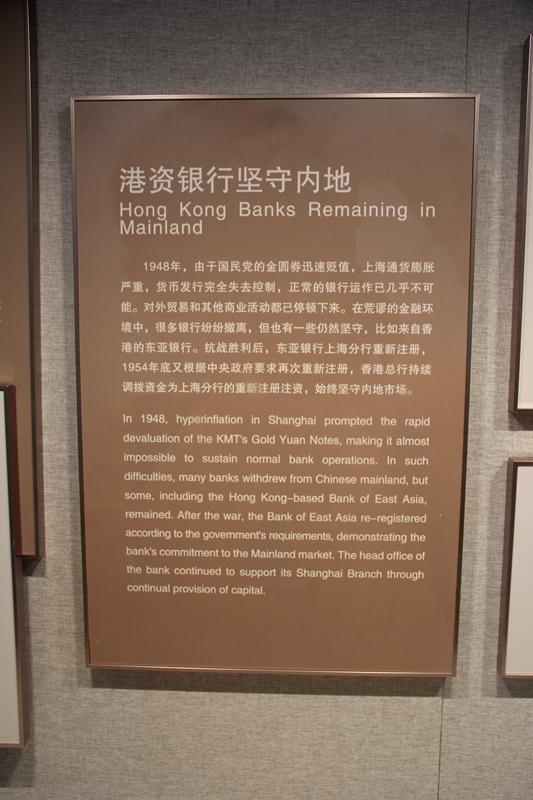 港资银行坚守内地
Hong Kong Banks Remaining in
Mainland
1948年，由于国民党的金圆券迅速贬值，上海通货膨胀
严重，货币发行完全失去控制，正常的银行运作已几乎不可
能。对外贸易和其他商业活动都已停顿下来。在荒谬的金融环
境中，很多银行纷纷撤离，但也有一些仍然坚守，比如来自香
港的东亚银行。抗战胜利后，东亚银行上海分行重新注册，
1954年底又根据中央政府要求再次重新注册，香港总行持续
调拨资金为上海分行的重新注册注资，始终坚守内地市场。
In 1948, hyperinflation in Shanghai prompted the rapid
devaluation of the KMT's Gold Yuan Notes, making it almost
impossible to sustain normal bank operations. In such
difficulties, many banks withdrew from Chinese mainland, but
some, including the Hong Kong-based Bank of East Asia,
remained. After the war, the Bank of East Asia re-registered
according to the government's requirements, demonstrating the
bank's commitment to the Mainland market. The head office of
the bank continued to support its Shanghai Branch through
continual provision of capital.